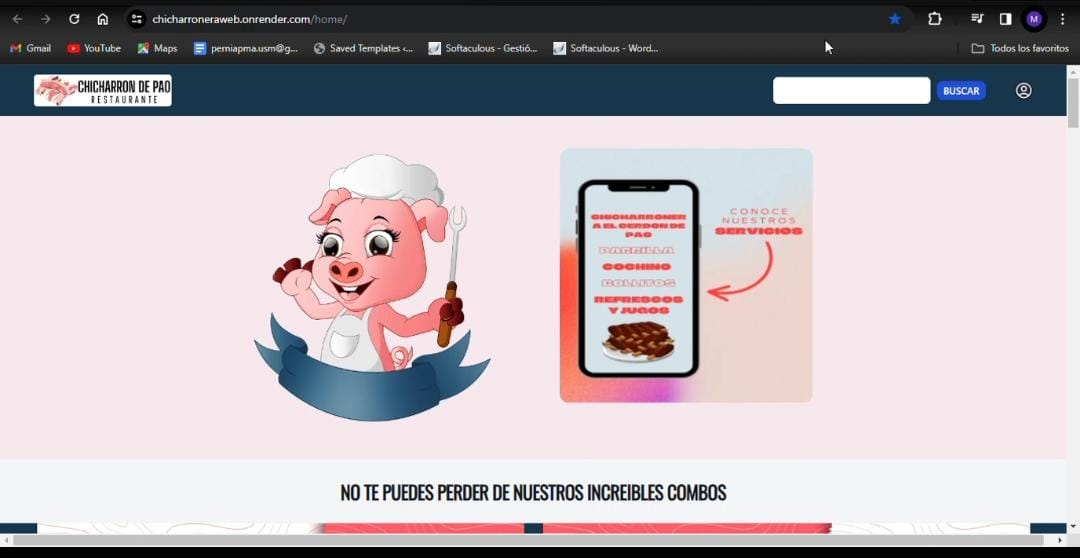 chicharroneraweb.onrender.com/home/
M
Gmail
YouTube
Maps
perniapma.usm@g...
Saved Templates ‹...
Softaculous - Gestió...
Softaculous - Word...
Todos los favoritos
CHICHARRON DE PAO
RESTAURANTE
BUSCAR
CHICHARRONER
A EL CERDON DE
PAO
PARRILLA
COCHINO
BOLLITOS
REFRESCOS
Y JUGOS
CONOCE
NUESTROS
SERVICIOS
NO TE PUEDES PERDER DE NUESTROS INCREIBLES COMBOS